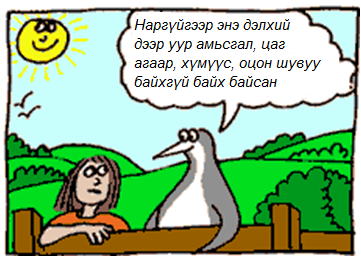 Наргүйгээр энэ дэлхий
дээр уур амьсгал, цаг
агаар, хүмүүс, оцон шувуу
байхгүй байх байсан